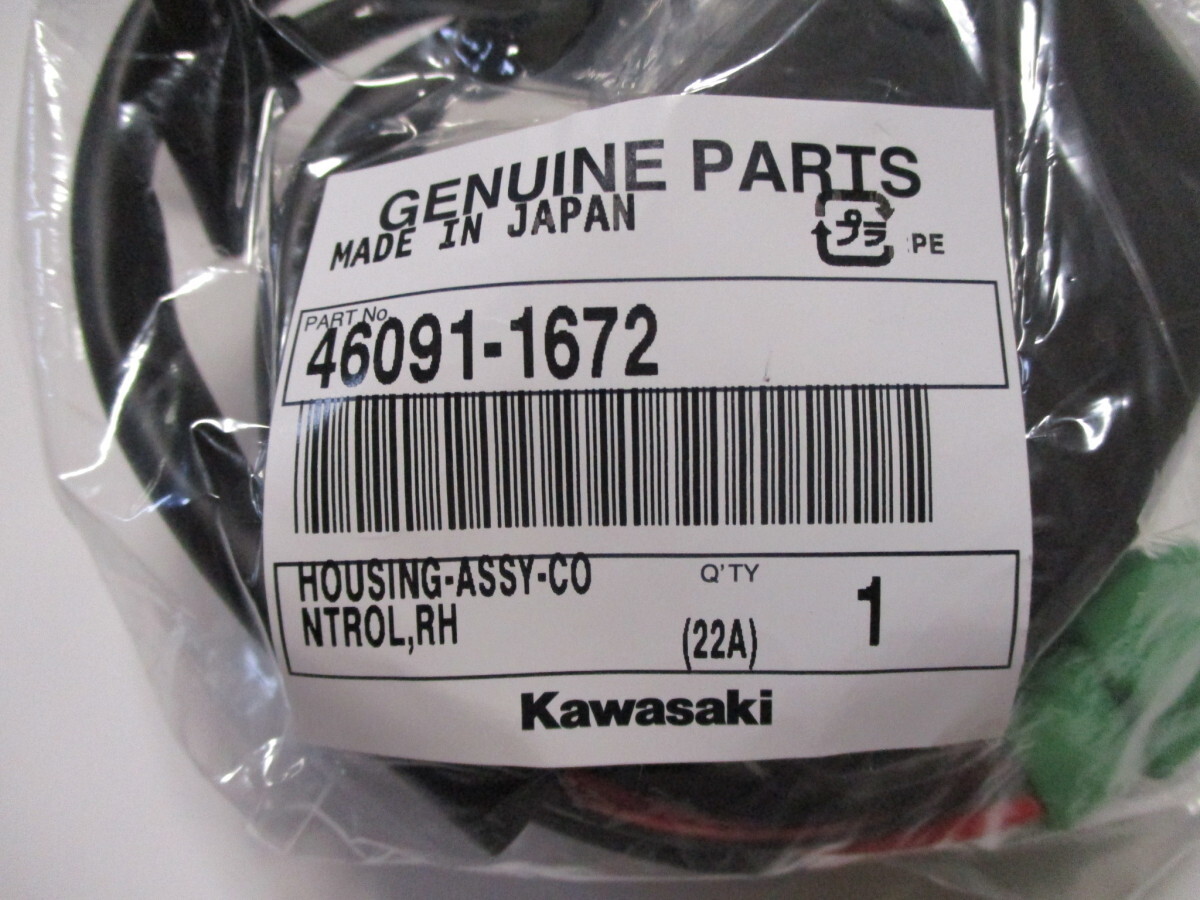 GENUINE PARTS
MADE IN JAPAN
プラ :PE
PART No.
46091-1672
HOUSING-ASSY-CO
NTROL,RH
Q'TY
(22A)
1
Kawasaki